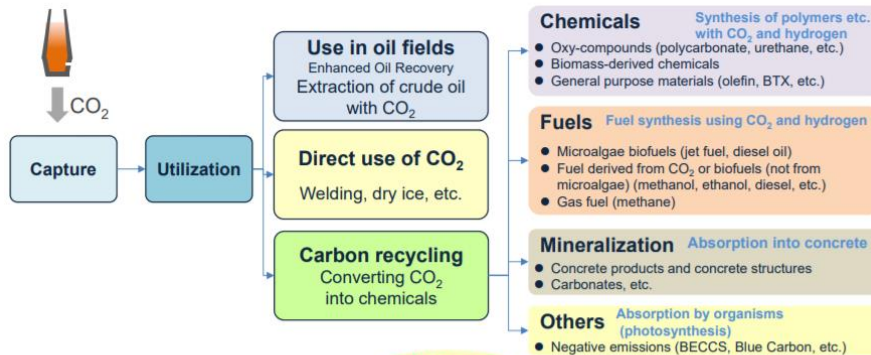 CO2
Capture
Utilization
Use in oil fields
Enhanced Oil Recovery
Extraction of crude oil
with CO2
Direct use of CO2
Welding, dry ice, etc.
Carbon recycling
Converting CO2
into chemicals
Chemicals
Synthesis of polymers etc.
with CO2 and hydrogen
● Oxy-compounds (polycarbonate, urethane, etc.)
● Biomass-derived chemicals
● General purpose materials (olefin, BTX, etc.)
Fuels
Fuel synthesis using CO2 and hydrogen
● Microalgae biofuels (jet fuel, diesel oil)
● Fuel derived from CO2 or biofuels (not from
microalgae) (methanol, ethanol, diesel, etc.)
● Gas fuel (methane)
Mineralization
Absorption into concrete
● Concrete products and concrete structures
● Carbonates, etc.
Others
Absorption by organisms
(photosynthesis)
● Negative emissions (BECCS, Blue Carbon, etc.)